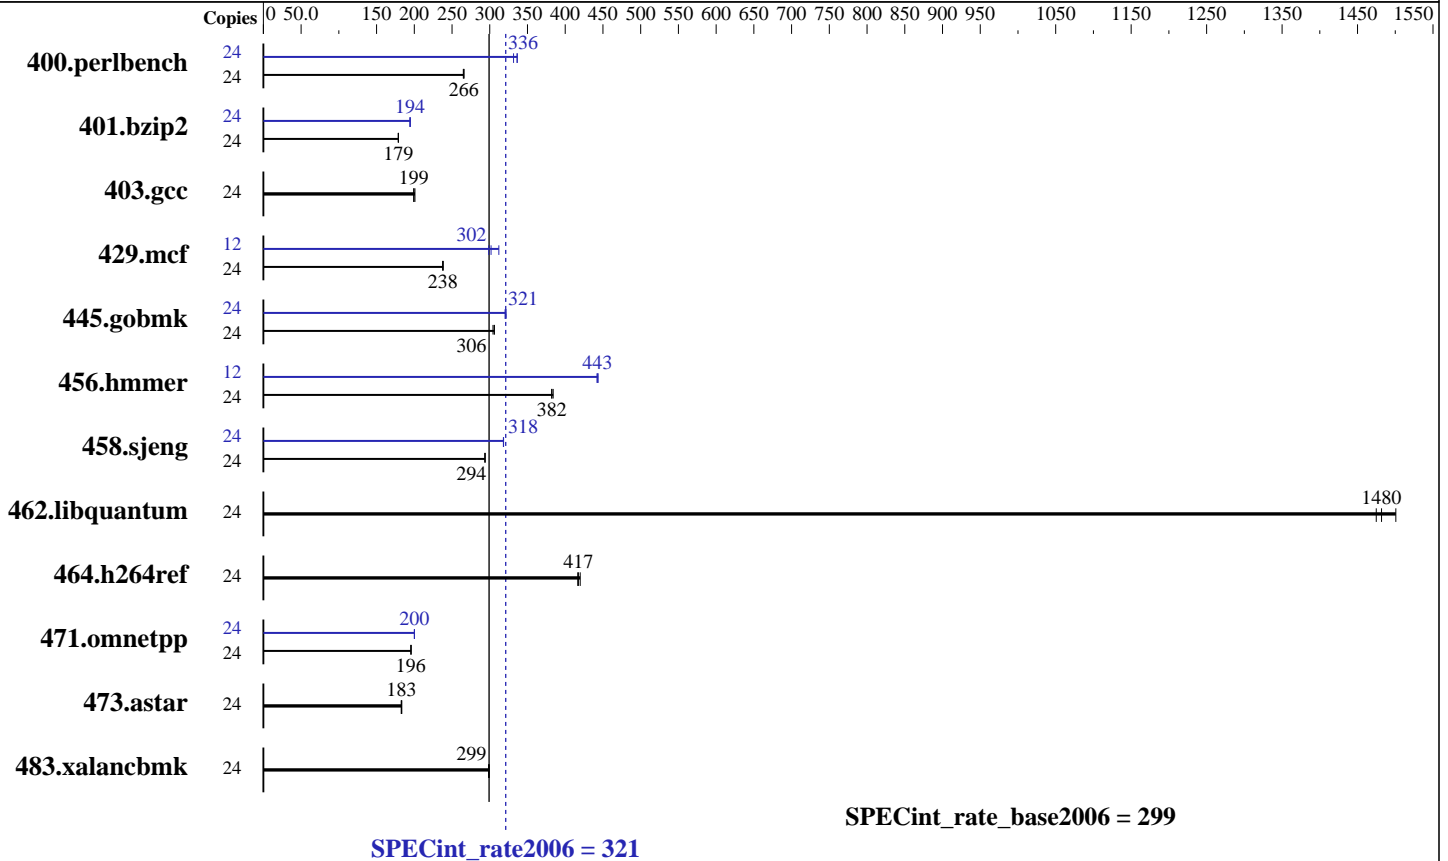 Copies 0 50.0 150 200 250 300 350 400 450 500 550 600 650 700 750 800 850 900 950 1050 1150 1250 1350 1450 1550
400.perlbench 24 336
24 266
401.bzip2 24 194
24 179
403.gcc 24 199
429.mcf 12 302
24 238
445.gobmk 24 321
24 306
456.hmmer 12 443
24 382
458.sjeng 24 318
24 294
462.libquantum 24 1480
464.h264ref 24 417
471.omnetpp 24 200
24 196
473.astar 24 183
483.xalancbmk 24 299
SPECint_rate_base2006 = 299
SPECint_rate2006 = 321